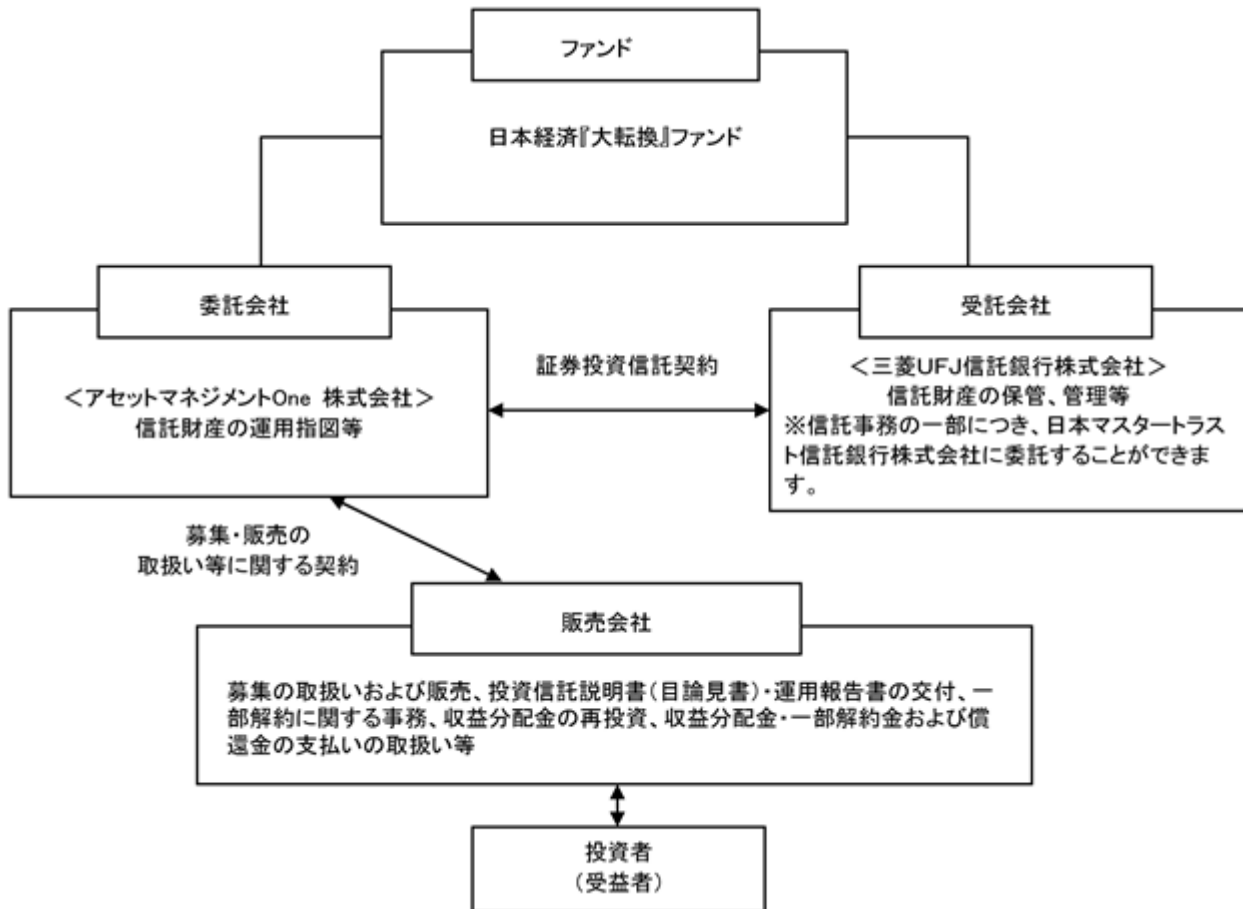 ファンド
日本経済『大転換』ファンド
委託会社
＜アセットマネジメントOne 株式会社＞
信託財産の運用指図等
証券投資信託契約
受託会社
＜三菱UFJ信託銀行株式会社＞
信託財産の保管、管理等
※信託事務の一部につき、日本マスタートラス
ト信託銀行株式会社に委託することができま
す。
募集・販売の
取扱い等に関する契約
販売会社
募集の取扱いおよび販売、投資信託説明書（目論見書）・運用報告書の交付、一
部解約に関する事務、収益分配金の再投資、収益分配金・一部解約金および償
還金の支払いの取扱い等
投資者
（受益者）